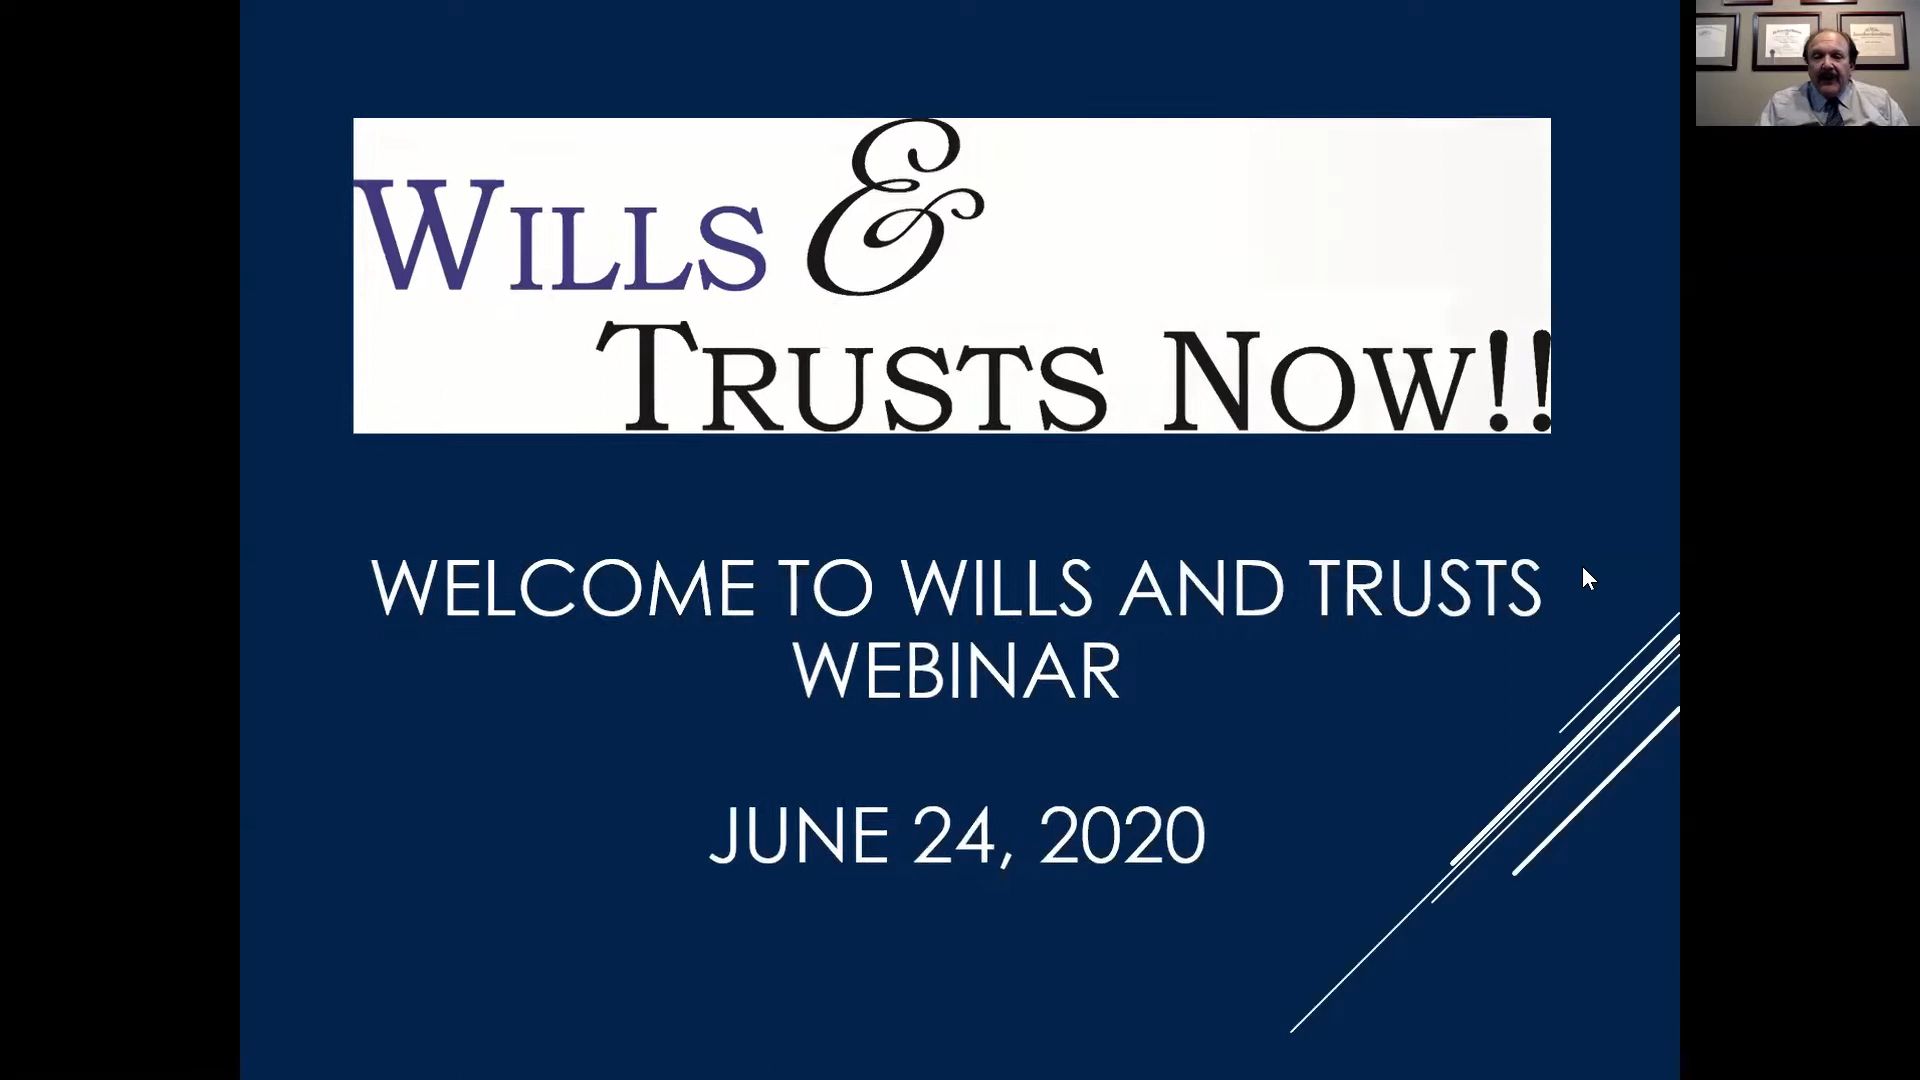 WILLS &
TRUSTS NOW!!
WELCOME TO WILLS AND TRUSTS
WEBINAR
JUNE 24, 2020